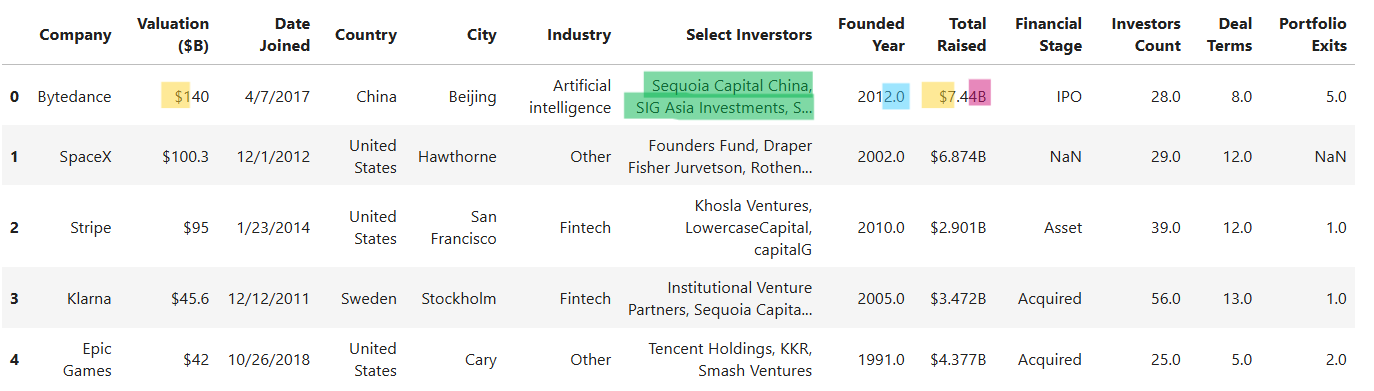 Company Valuation ($B) Date Joined Country City Industry Select Inverstors Founded Year Total Raised Financial Stage Investors Count Deal Terms Portfolio Exits
0 Bytedance $140 4/7/2017 China Beijing Artificial intelligence Sequoia Capital China, SIG Asia Investments, S... 2012.0 $7.44B IPO 28.0 8.0 5.0
1 SpaceX $100.3 12/1/2012 United States Hawthorne Other Founders Fund, Draper Fisher Jurvetson, Rothen... 2002.0 $6.874B NaN 29.0 12.0 NaN
2 Stripe $95 1/23/2014 United States San Francisco Fintech Khosla Ventures, LowercaseCapital, capitalG 2010.0 $2.901B Asset 39.0 12.0 1.0
3 Klarna $45.6 12/12/2011 Sweden Stockholm Fintech Institutional Venture Partners, Sequoia Capita... 2005.0 $3.472B Acquired 56.0 13.0 1.0
4 Epic Games $42 10/26/2018 United States Cary Other Tencent Holdings, KKR, Smash Ventures 1991.0 $4.377B Acquired 25.0 5.0 2.0